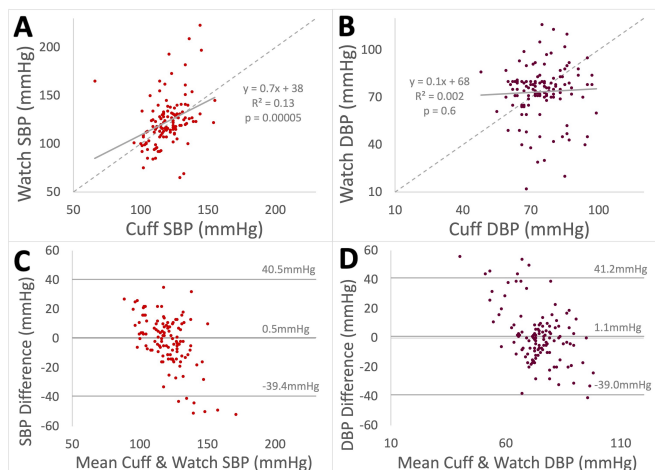 A
Watch SBP (mmHg)
200
150
100
50
y = 0.7x + 38
R² = 0.13
p = 0.00005
50 100 150 200
Cuff SBP (mmHg)
B
Watch DBP (mmHg)
100
70
40
10
y = 0.1x + 68
R² = 0.002
p = 0.6
10 40 70 100
Cuff DBP (mmHg)
C
SBP Difference (mmHg)
60
40
20
0
-20
-40
-60
40.5mmHg
0.5mmHg
-39.4mmHg
50 100 150 200
Mean Cuff & Watch SBP (mmHg)
D
DBP Difference (mmHg)
60
40
20
0
-20
-40
-60
41.2mmHg
1.1mmHg
-39.0mmHg
10 60 110
Mean Cuff & Watch DBP (mmHg)